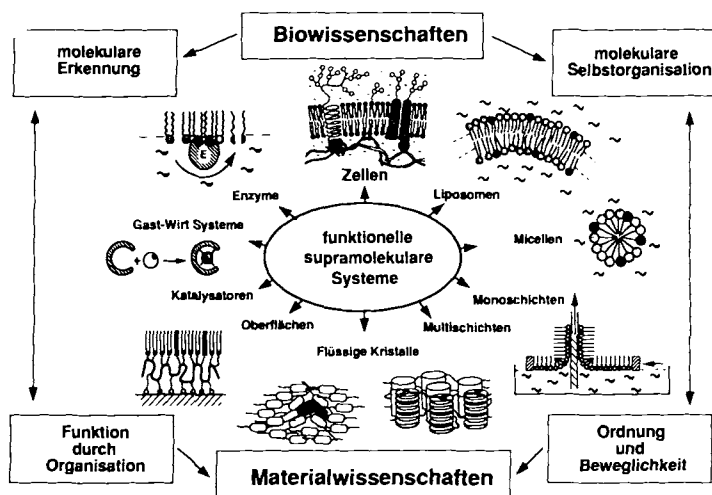 Biowissenschaften
molekulare
Erkennung
molekulare
Selbstorganisation
E
Zellen
Enzyme
Liposomen
Gast-Wirt Systeme
+
funktionelle
supramolekulare
Systeme
Micellen
Katalysatoren
Monoschichten
Oberflächen
Multischichten
Flüssige Kristalle
Funktion
durch
Organisation
Ordnung
und
Beweglichkeit
Materialwissenschaften